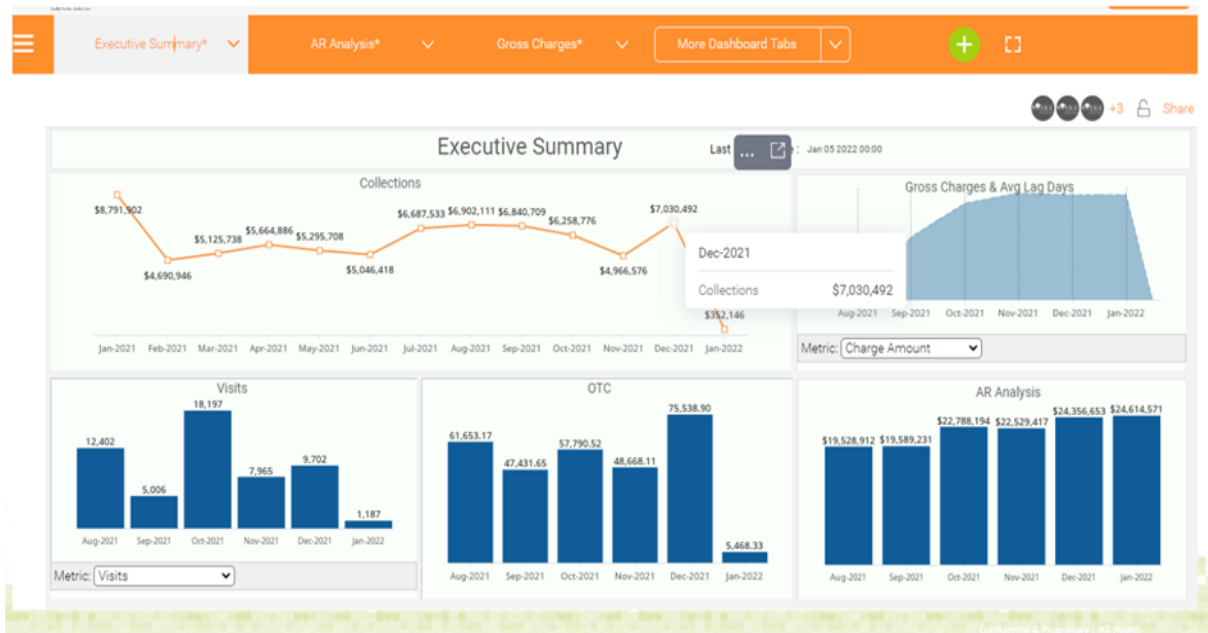 Executive Summary*
AR Analysis*
Gross Charges*
More Dashboard Tabs
+
+3 Share
Executive Summary
Last ... e : Jan 05 2022 00:00
Collections
$8,791,902
$4,690,946
$5,125,738
$5,664,886
$5,295,708
$5,046,418
$6,687,533
$6,902,111
$6,840,709
$6,258,776
$4,966,576
$7,030,492
$352,146
Dec-2021
Collections $7,030,492
Jan-2021 Feb-2021 Mar-2021 Apr-2021 May-2021 Jun-2021 Jul-2021 Aug-2021 Sep-2021 Oct-2021 Nov-2021 Dec-2021 Jan-2022
Gross Charges & Avg Lag Days
Aug-2021 Sep-2021 Oct-2021 Nov-2021 Dec-2021 Jan-2022
Metric: Charge Amount
Visits
12,402
5,006
18,197
7,965
9,702
1,187
Aug-2021 Sep-2021 Oct-2021 Nov-2021 Dec-2021 Jan-2022
Metric: Visits
OTC
61,653.17
47,431.65
57,790.52
48,668.11
75,538.90
5,468.33
Aug-2021 Sep-2021 Oct-2021 Nov-2021 Dec-2021 Jan-2022
AR Analysis
$19,528,912
$19,589,231
$22,788,194
$22,529,417
$24,356,653
$24,614,571
Aug-2021 Sep-2021 Oct-2021 Nov-2021 Dec-2021 Jan-2022